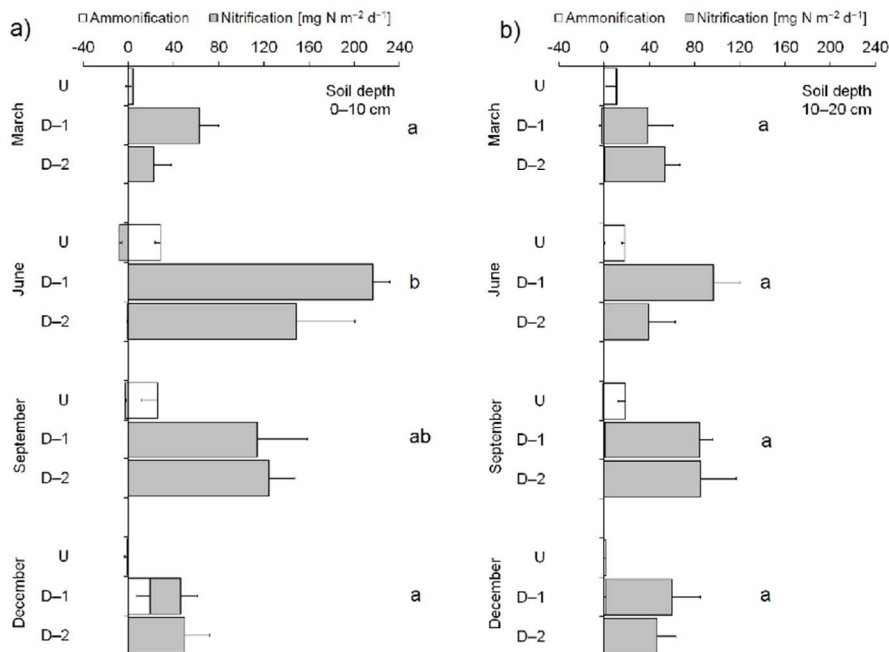 □Ammonification ■Nitrification [mg N m⁻² d⁻¹]
a)
-40 0 40 80 120 160 200 240
Soil depth
0–10 cm
March
U
D–1
a
D–2
June
U
D–1
b
D–2
September
U
D–1
ab
D–2
December
U
D–1
a
D–2
□Ammonification ■Nitrification [mg N m⁻² d⁻¹]
b)
-40 0 40 80 120 160 200 240
Soil depth
10–20 cm
March
U
D–1
a
D–2
June
U
D–1
a
D–2
September
U
D–1
a
D–2
December
U
D–1
a
D–2